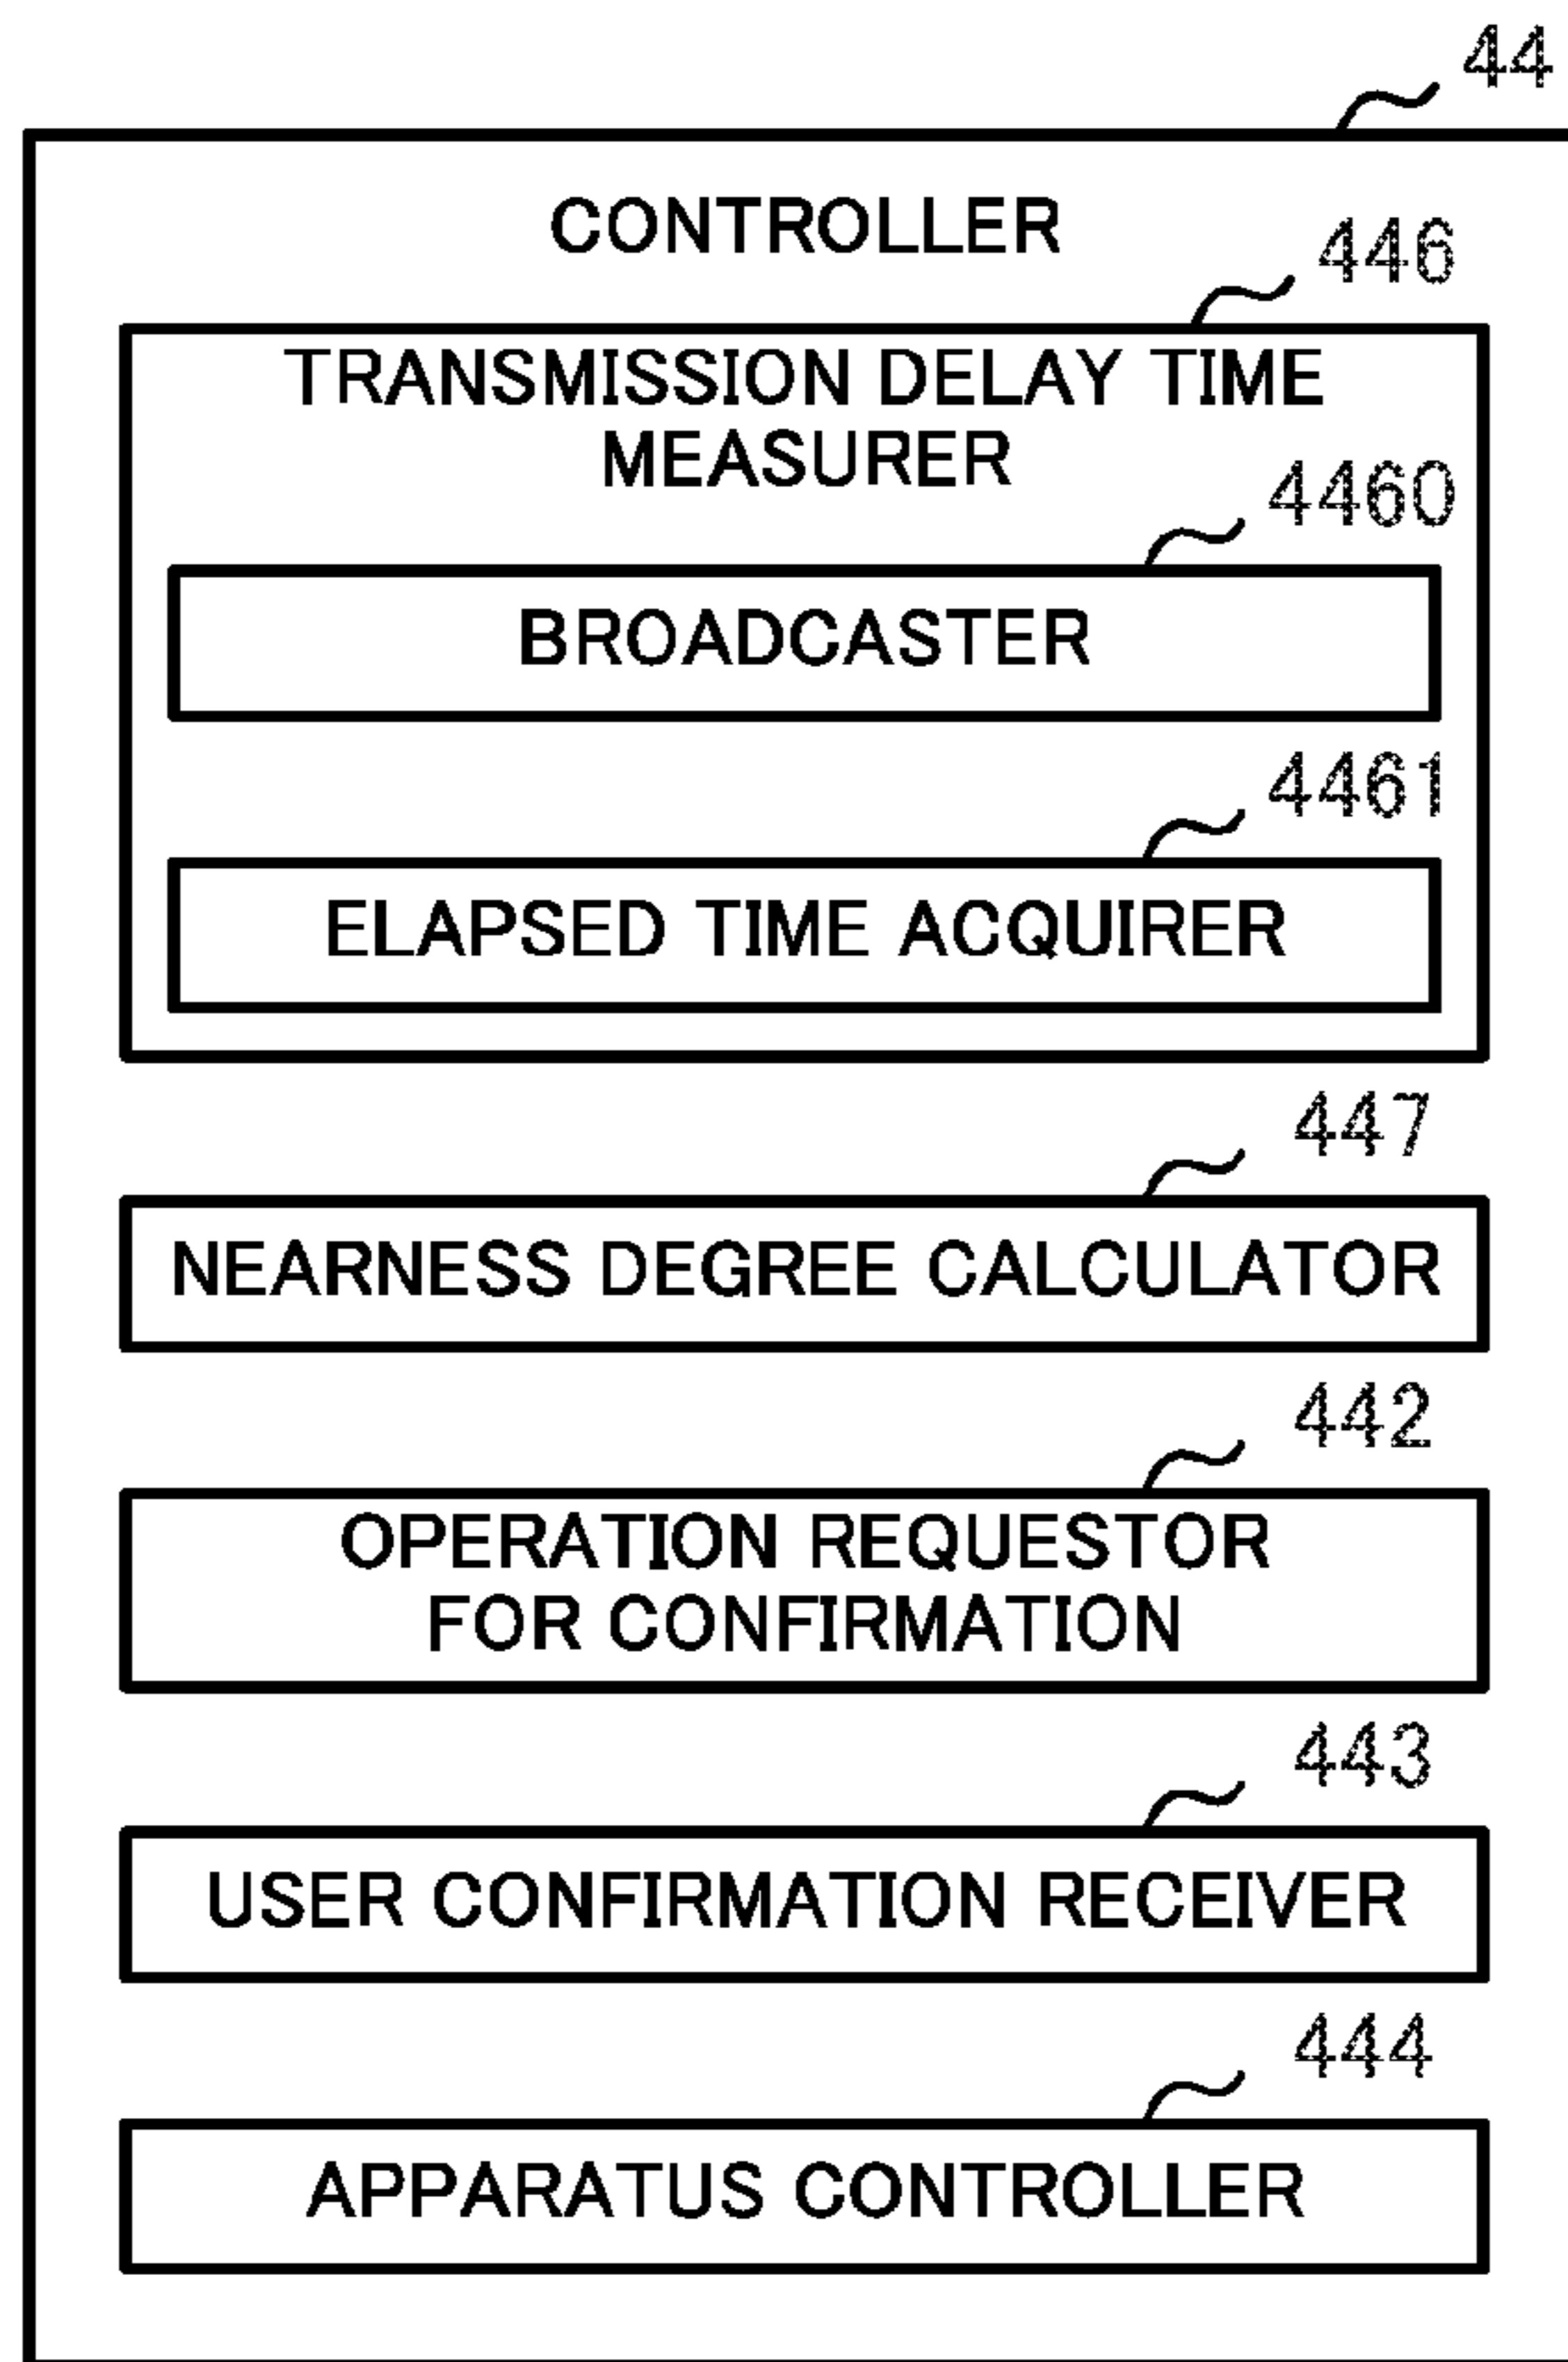 44
CONTROLLER
446
TRANSMISSION DELAY TIME
MEASURER
4460
BROADCASTER
4461
ELAPSED TIME ACQUIRER
447
NEARNESS DEGREE CALCULATOR
442
OPERATION REQUESTOR
FOR CONFIRMATION
443
USER CONFIRMATION RECEIVER
444
APPARATUS CONTROLLER